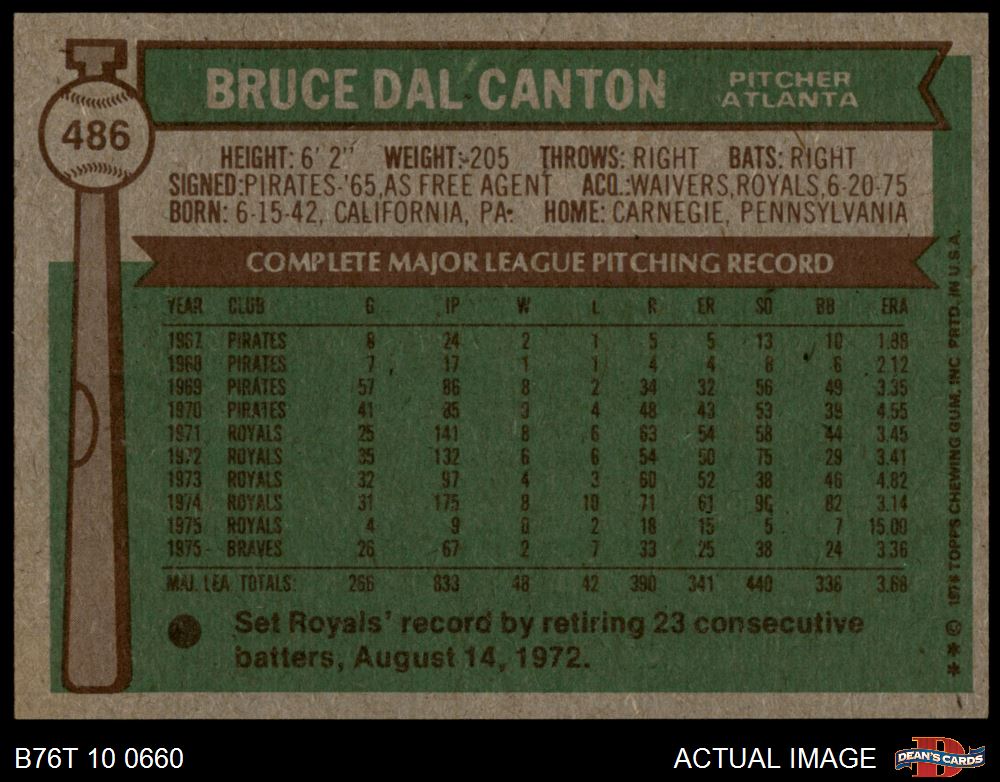 486
BRUCE DAL CANTON
PITCHER
ATLANTA
HEIGHT: 6' 2" WEIGHT: 205 THROWS: RIGHT BATS: RIGHT
SIGNED: PIRATES-'65, AS FREE AGENT ACQ.: WAIVERS, ROYALS, 6-20-75
BORN: 6-15-42, CALIFORNIA, PA. HOME: CARNEGIE, PENNSYLVANIA
COMPLETE MAJOR LEAGUE PITCHING RECORD
YEAR CLUB G IP W L R ER SO BB ERA
1967 PIRATES 8 24 2 1 5 5 13 10 1.88
1968 PIRATES 7 17 1 1 4 4 8 6 2.12
1969 PIRATES 57 86 8 2 34 32 56 49 3.35
1970 PIRATES 41 85 9 4 48 43 53 39 4.55
1971 ROYALS 25 141 8 6 63 54 58 44 3.45
1972 ROYALS 35 132 6 6 54 50 75 29 3.41
1973 ROYALS 32 97 4 3 60 52 38 46 4.82
1974 ROYALS 31 175 8 10 71 61 96 82 3.14
1975 ROYALS 4 9 0 2 18 15 5 7 15.00
1975 BRAVES 26 67 2 7 33 25 38 24 3.36
MAJ. LEA. TOTALS: 266 833 48 42 390 341 440 336 3.68
Set Royals' record by retiring 23 consecutive
batters, August 14, 1972.
*** © 1976 TOPPS CHEWING GUM, INC. PRTD. IN U.S.A.
B76T 10 0660
ACTUAL IMAGE
DEAN'S CARDS